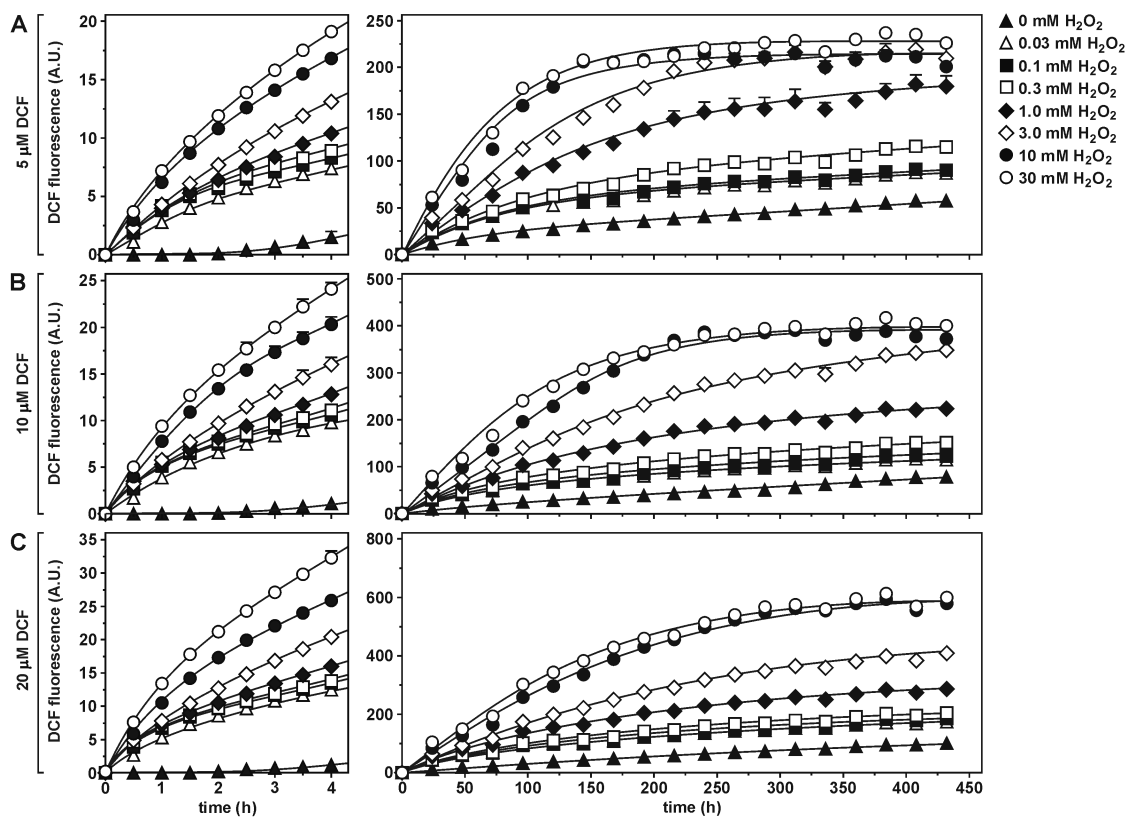 A
5 µM DCF
DCF fluorescence (A.U.)
20
15
10
5
0
0 1 2 3 4
250
200
150
100
50
0
0 50 100 150 200 250 300 350 400 450
0 mM H₂O₂
0.03 mM H₂O₂
0.1 mM H₂O₂
0.3 mM H₂O₂
1.0 mM H₂O₂
3.0 mM H₂O₂
10 mM H₂O₂
30 mM H₂O₂
B
10 µM DCF
DCF fluorescence (A.U.)
25
20
15
10
5
0
0 1 2 3 4
500
400
300
200
100
0
0 50 100 150 200 250 300 350 400 450
C
20 µM DCF
DCF fluorescence (A.U.)
35
30
25
20
15
10
5
0
0 1 2 3 4
time (h)
800
600
400
200
0
0 50 100 150 200 250 300 350 400 450
time (h)